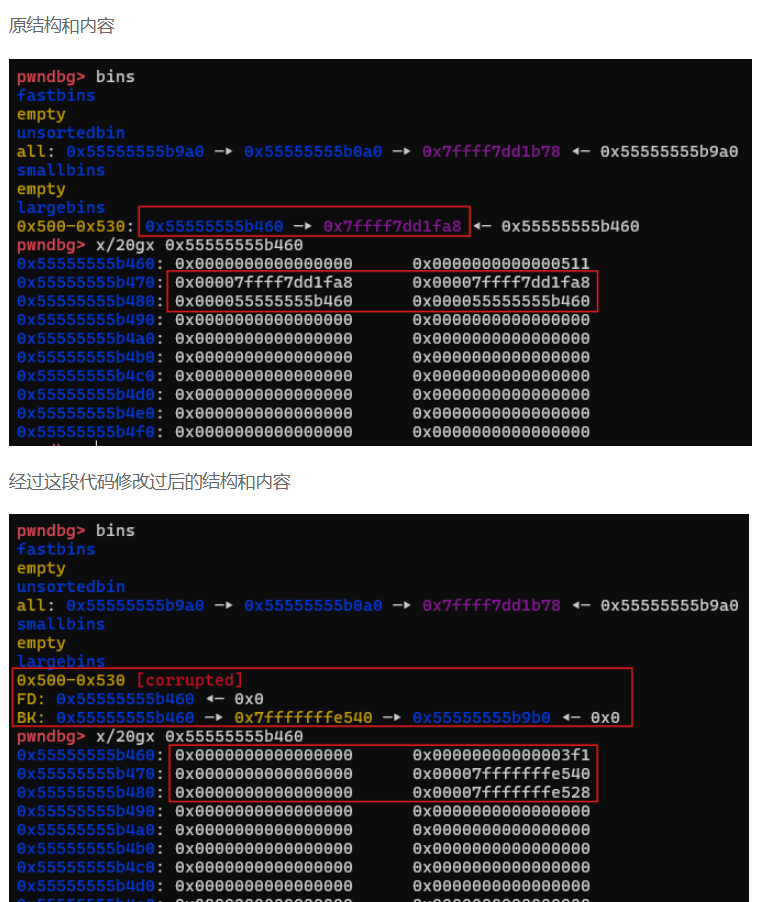 原结构和内容
pwndbg> bins
fastbins
empty
unsortedbin
all: 0x55555555b9a0 —▸ 0x55555555b0a0 —▸ 0x7ffff7dd1b78 ◂— 0x55555555b9a0
smallbins
empty
largebins
0x500-0x530: 0x55555555b460 —▸ 0x7ffff7dd1fa8 ◂— 0x55555555b460
pwndbg> x/20gx 0x55555555b460
0x55555555b460: 0x0000000000000000 0x0000000000000511
0x55555555b470: 0x00007ffff7dd1fa8 0x00007ffff7dd1fa8
0x55555555b480: 0x000055555555b460 0x000055555555b460
0x55555555b490: 0x0000000000000000 0x0000000000000000
0x55555555b4a0: 0x0000000000000000 0x0000000000000000
0x55555555b4b0: 0x0000000000000000 0x0000000000000000
0x55555555b4c0: 0x0000000000000000 0x0000000000000000
0x55555555b4d0: 0x0000000000000000 0x0000000000000000
0x55555555b4e0: 0x0000000000000000 0x0000000000000000
0x55555555b4f0: 0x0000000000000000 0x0000000000000000
经过这段代码修改过后的结构和内容
pwndbg> bins
fastbins
empty
unsortedbin
all: 0x55555555b9a0 —▸ 0x55555555b0a0 —▸ 0x7ffff7dd1b78 ◂— 0x55555555b9a0
smallbins
empty
largebins
0x500-0x530 [corrupted]
FD: 0x55555555b460 ◂— 0x0
BK: 0x55555555b460 —▸ 0x7fffffffe540 —▸ 0x55555555b9b0 ◂— 0x0
pwndbg> x/20gx 0x55555555b460
0x55555555b460: 0x0000000000000000 0x00000000000003f1
0x55555555b470: 0x0000000000000000 0x00007fffffffe540
0x55555555b480: 0x0000000000000000 0x00007fffffffe528
0x55555555b490: 0x0000000000000000 0x0000000000000000
0x55555555b4a0: 0x0000000000000000 0x0000000000000000
0x55555555b4b0: 0x0000000000000000 0x0000000000000000
0x55555555b4c0: 0x0000000000000000 0x0000000000000000
0x55555555b4d0: 0x0000000000000000 0x0000000000000000